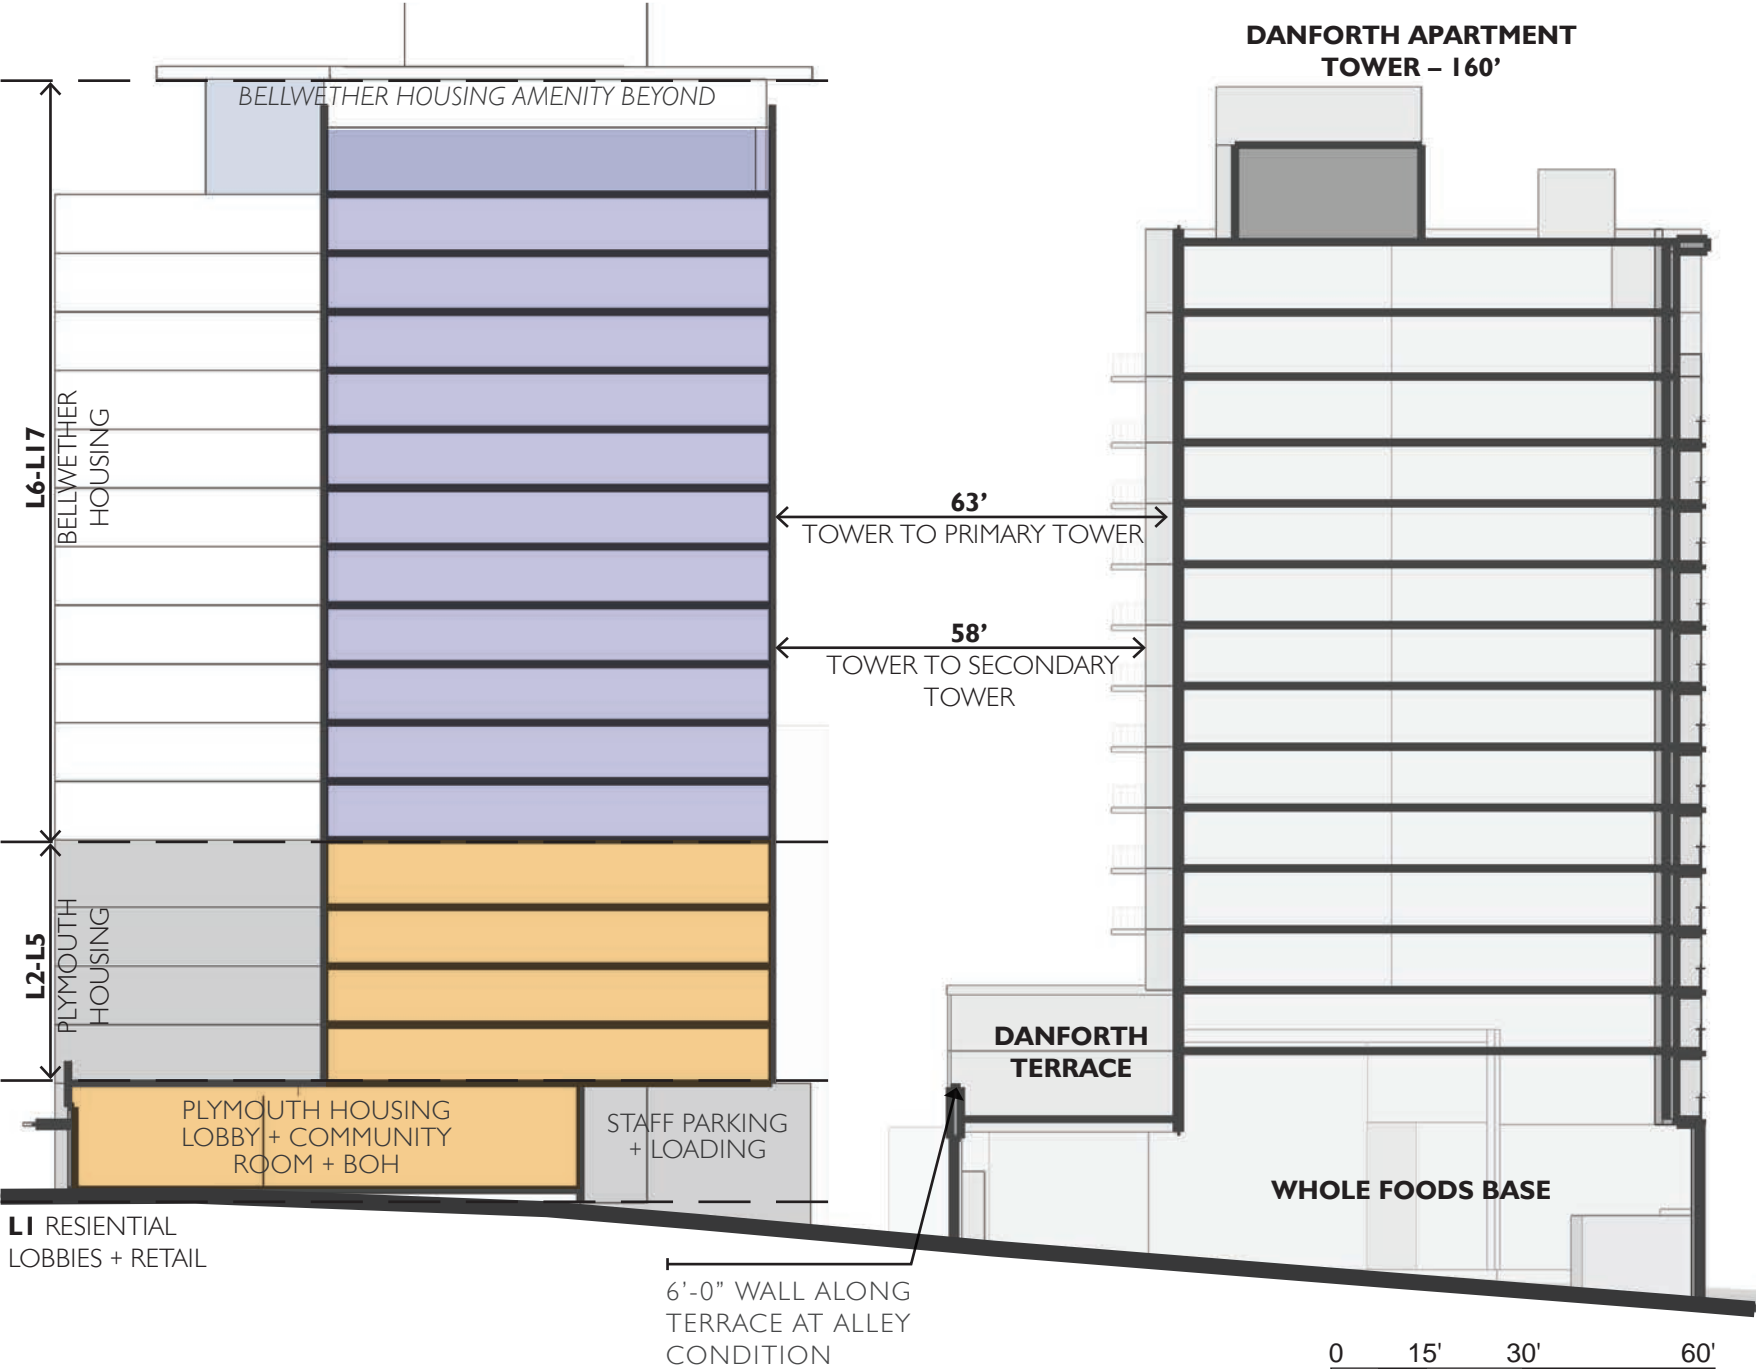 DANFORTH APARTMENT
TOWER – 160’
BELLWETHER HOUSING AMENITY BEYOND
L6-L17
BELLWETHER
HOUSING
63’
TOWER TO PRIMARY TOWER
58’
TOWER TO SECONDARY
TOWER
L2-L5
PLYMOUTH
HOUSING
DANFORTH
TERRACE
PLYMOUTH HOUSING
LOBBY + COMMUNITY
ROOM + BOH
STAFF PARKING
+ LOADING
WHOLE FOODS BASE
L1 RESIENTIAL
LOBBIES + RETAIL
6’-0” WALL ALONG
TERRACE AT ALLEY
CONDITION
0 15' 30' 60'